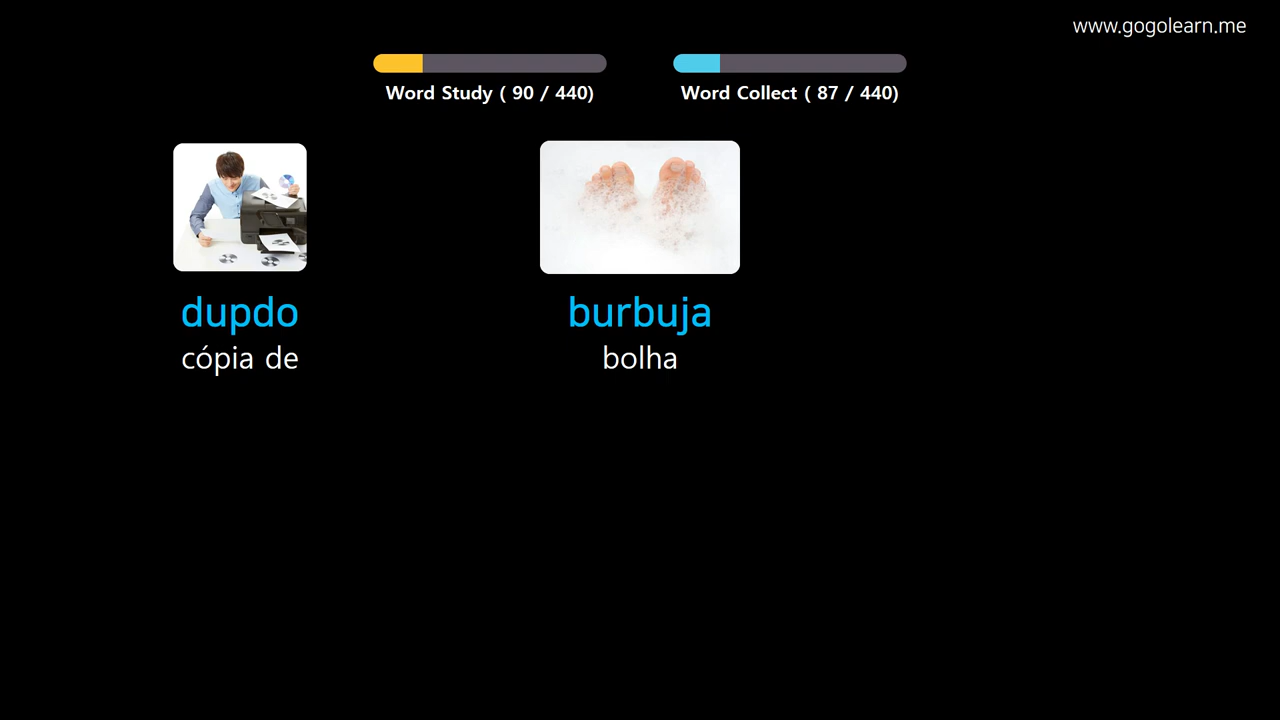 www.gogolearn.me
Word Study ( 90 / 440)
Word Collect ( 87 / 440)
dupdo
cópia de
burbuja
bolha